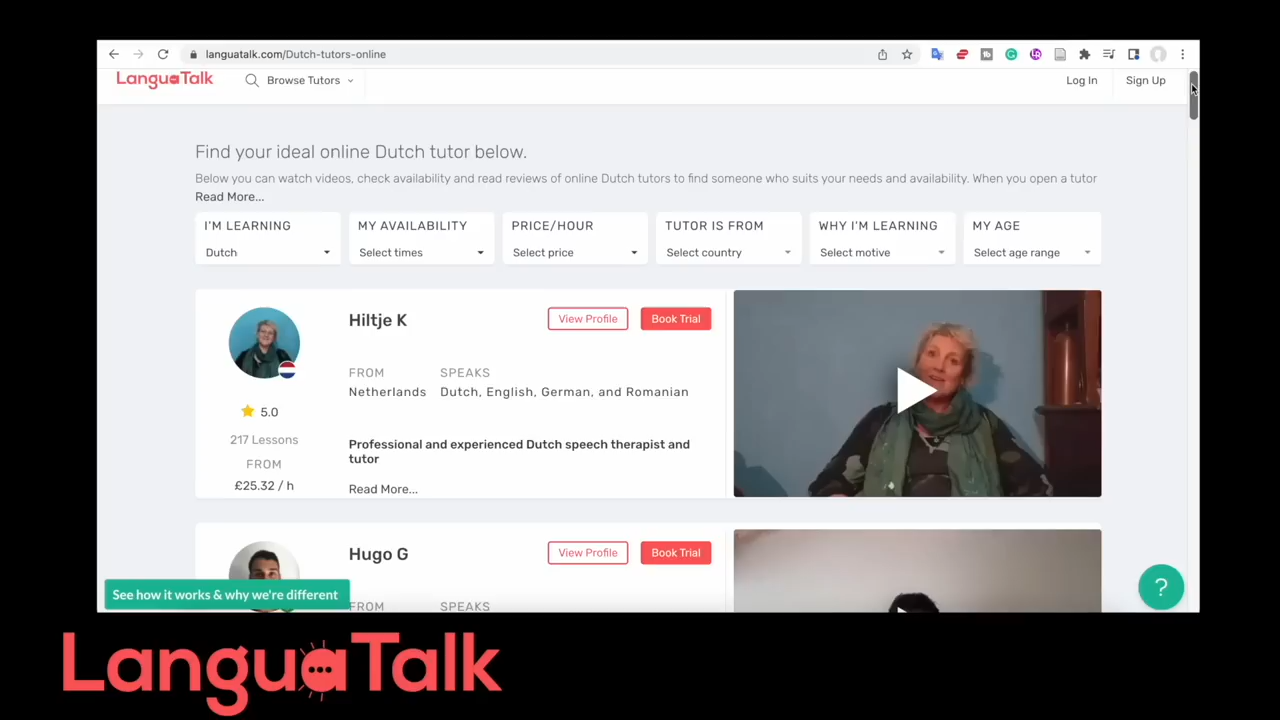 languatalk.com/Dutch-tutors-online
LanguaTalk
Browse Tutors
Log In
Sign Up
Find your ideal online Dutch tutor below.
Below you can watch videos, check availability and read reviews of online Dutch tutors to find someone who suits your needs and availability. When you open a tutor
Read More...
I'M LEARNING
Dutch
MY AVAILABILITY
Select times
PRICE/HOUR
Select price
TUTOR IS FROM
Select country
WHY I'M LEARNING
Select motive
MY AGE
Select age range
Hiltje K
View Profile
Book Trial
FROM
Netherlands
SPEAKS
Dutch, English, German, and Romanian
5.0
217 Lessons
FROM
£25.32 / h
Professional and experienced Dutch speech therapist and
tutor
Read More...
Hugo G
View Profile
Book Trial
FROM
SPEAKS
See how it works & why we're different
?
LanguaTalk